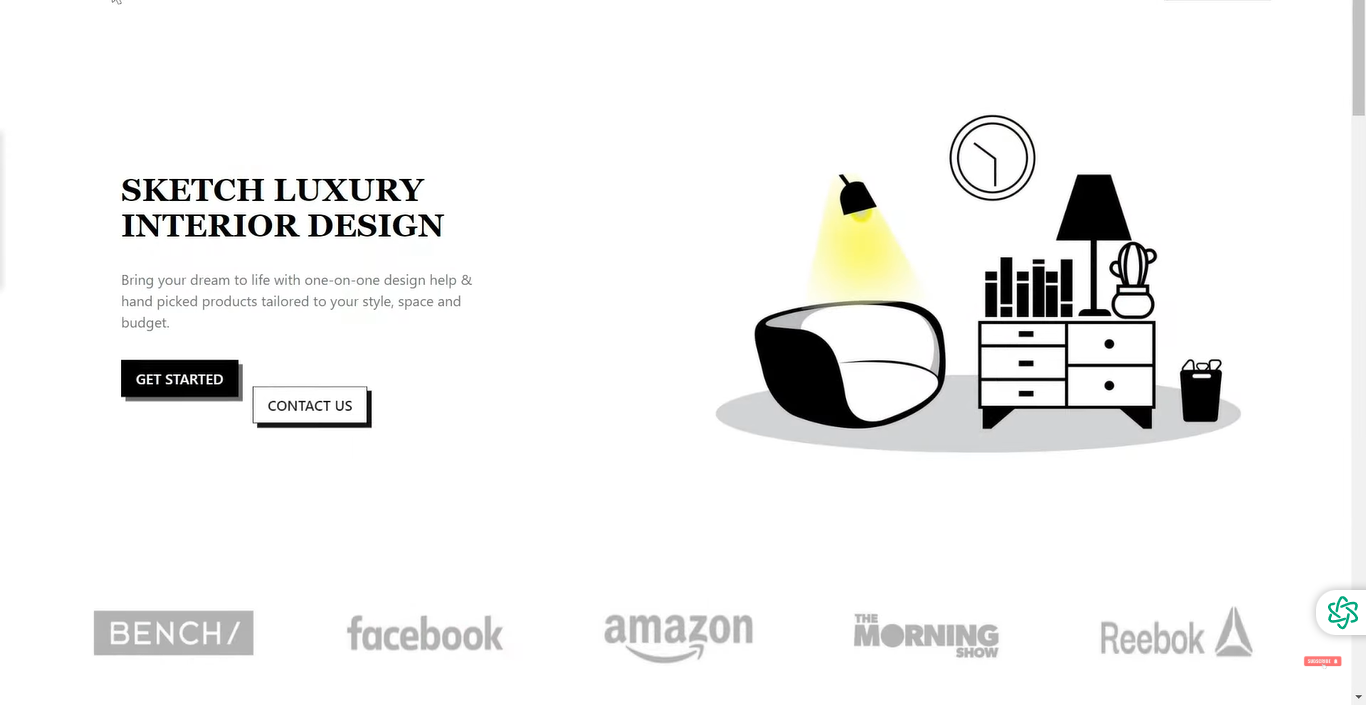 SKETCH LUXURY
INTERIOR DESIGN
Bring your dream to life with one-on-one design help &
hand picked products tailored to your style, space and
budget.
GET STARTED
CONTACT US
BENCH/
facebook
amazon
THE
MORNING
SHOW
Reebok
SUBSCRIBE